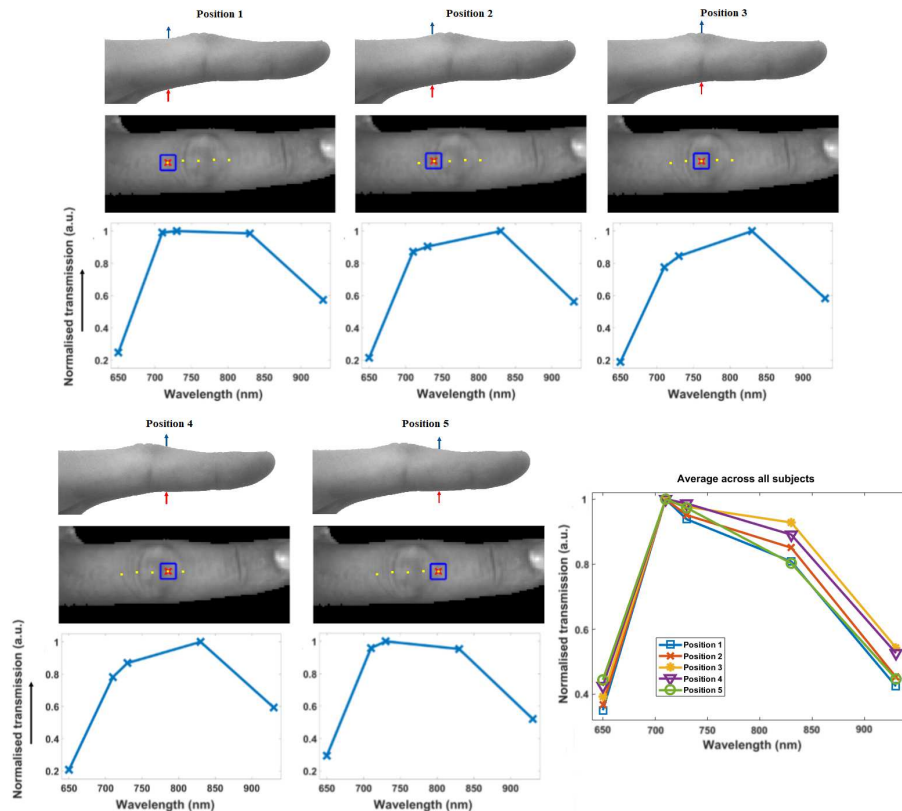 Position 1
Position 2
Position 3
Normalised transmission (a.u.)
1
0.8
0.6
0.4
0.2
650 700 750 800 850 900
Wavelength (nm)
1
0.8
0.6
0.4
0.2
650 700 750 800 850 900
Wavelength (nm)
1
0.8
0.6
0.4
0.2
650 700 750 800 850 900
Wavelength (nm)
Position 4
Position 5
Normalised transmission (a.u.)
1
0.8
0.6
0.4
0.2
650 700 750 800 850 900
Wavelength (nm)
1
0.8
0.6
0.4
0.2
650 700 750 800 850 900
Wavelength (nm)
Average across all subjects
Normalised transmission (a.u.)
1
0.8
0.6
0.4
Position 1
Position 2
Position 3
Position 4
Position 5
650 700 750 800 850 900
Wavelength (nm)